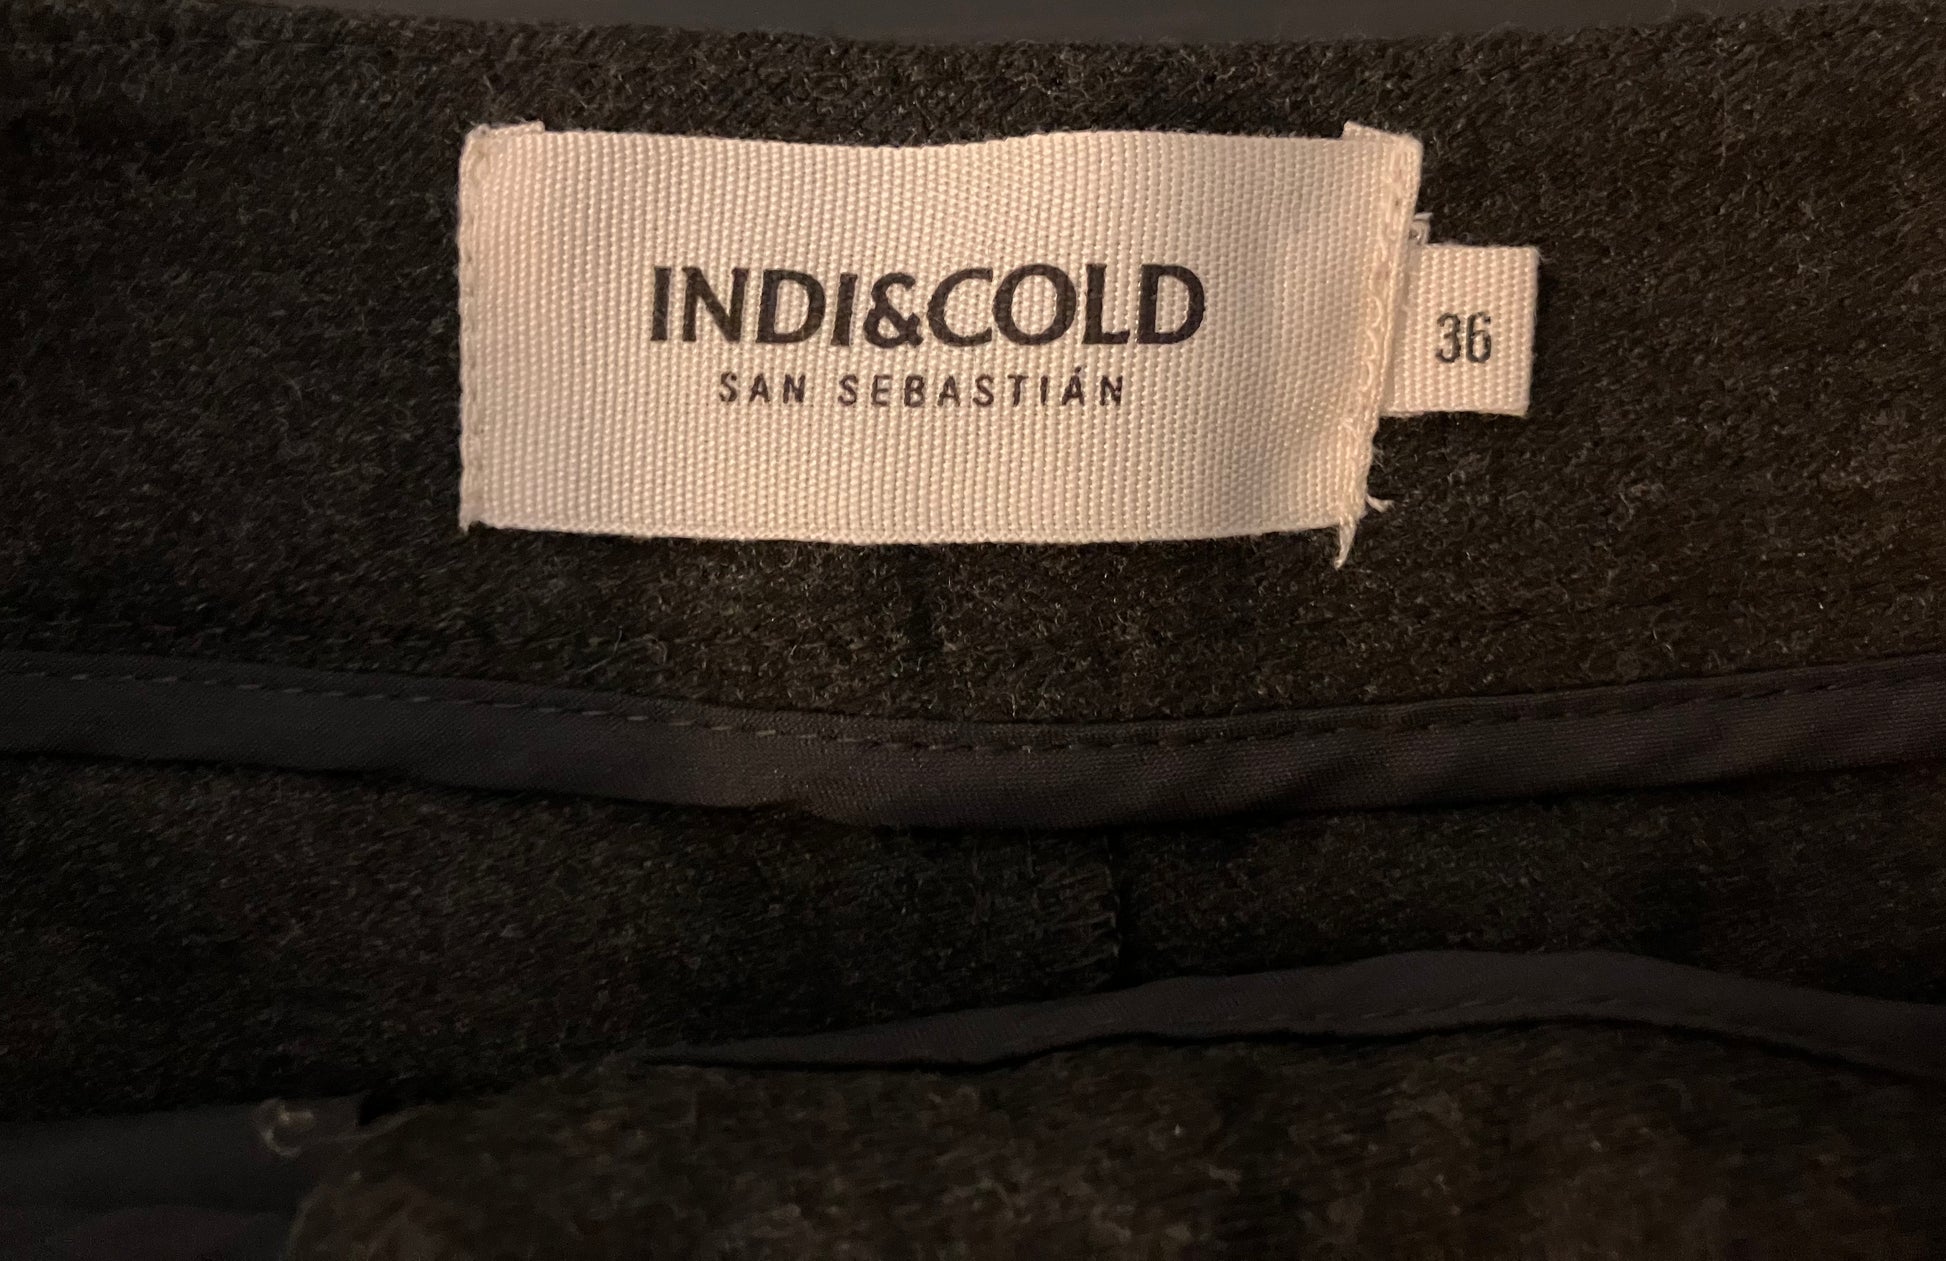 INDI&COLD
SAN SEBASTIÁN
36